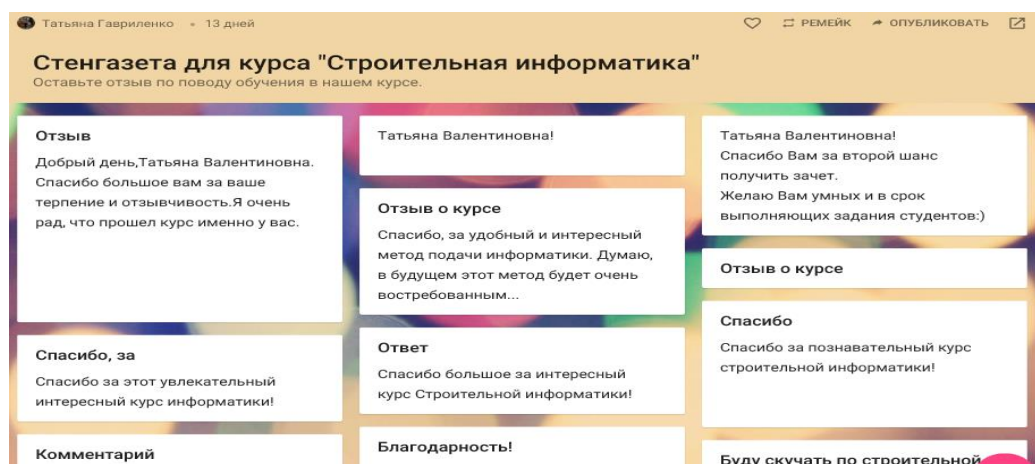 Татьяна Гавриленко • 13 дней
РЕМЕЙК
ОПУБЛИКОВАТЬ
Стенгазета для курса "Строительная информатика"
Оставьте отзыв по поводу обучения в нашем курсе.
Отзыв
Добрый день,Татьяна Валентиновна.
Спасибо большое вам за ваше
терпение и отзывчивость.Я очень
рад, что прошел курс именно у вас.
Спасибо, за
Спасибо за этот увлекательный
интересный курс информатики!
Комментарий
Татьяна Валентиновна!
Отзыв о курсе
Спасибо, за удобный и интересный
метод подачи информатики. Думаю,
в будущем этот метод будет очень
востребованным...
Ответ
Спасибо большое за интересный
курс Строительной информатики!
Благодарность!
Татьяна Валентиновна!
Спасибо Вам за второй шанс
получить зачет.
Желаю Вам умных и в срок
выполняющих задания студентов:)
Отзыв о курсе
Спасибо
Спасибо за познавательный курс
строительной информатики!
Буду скучать по строительной